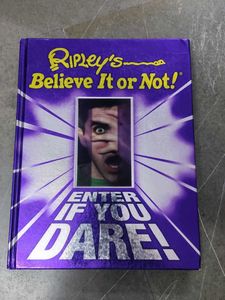 RIPLEY'S
Believe It or Not!
ENTER
IF YOU
DARE!